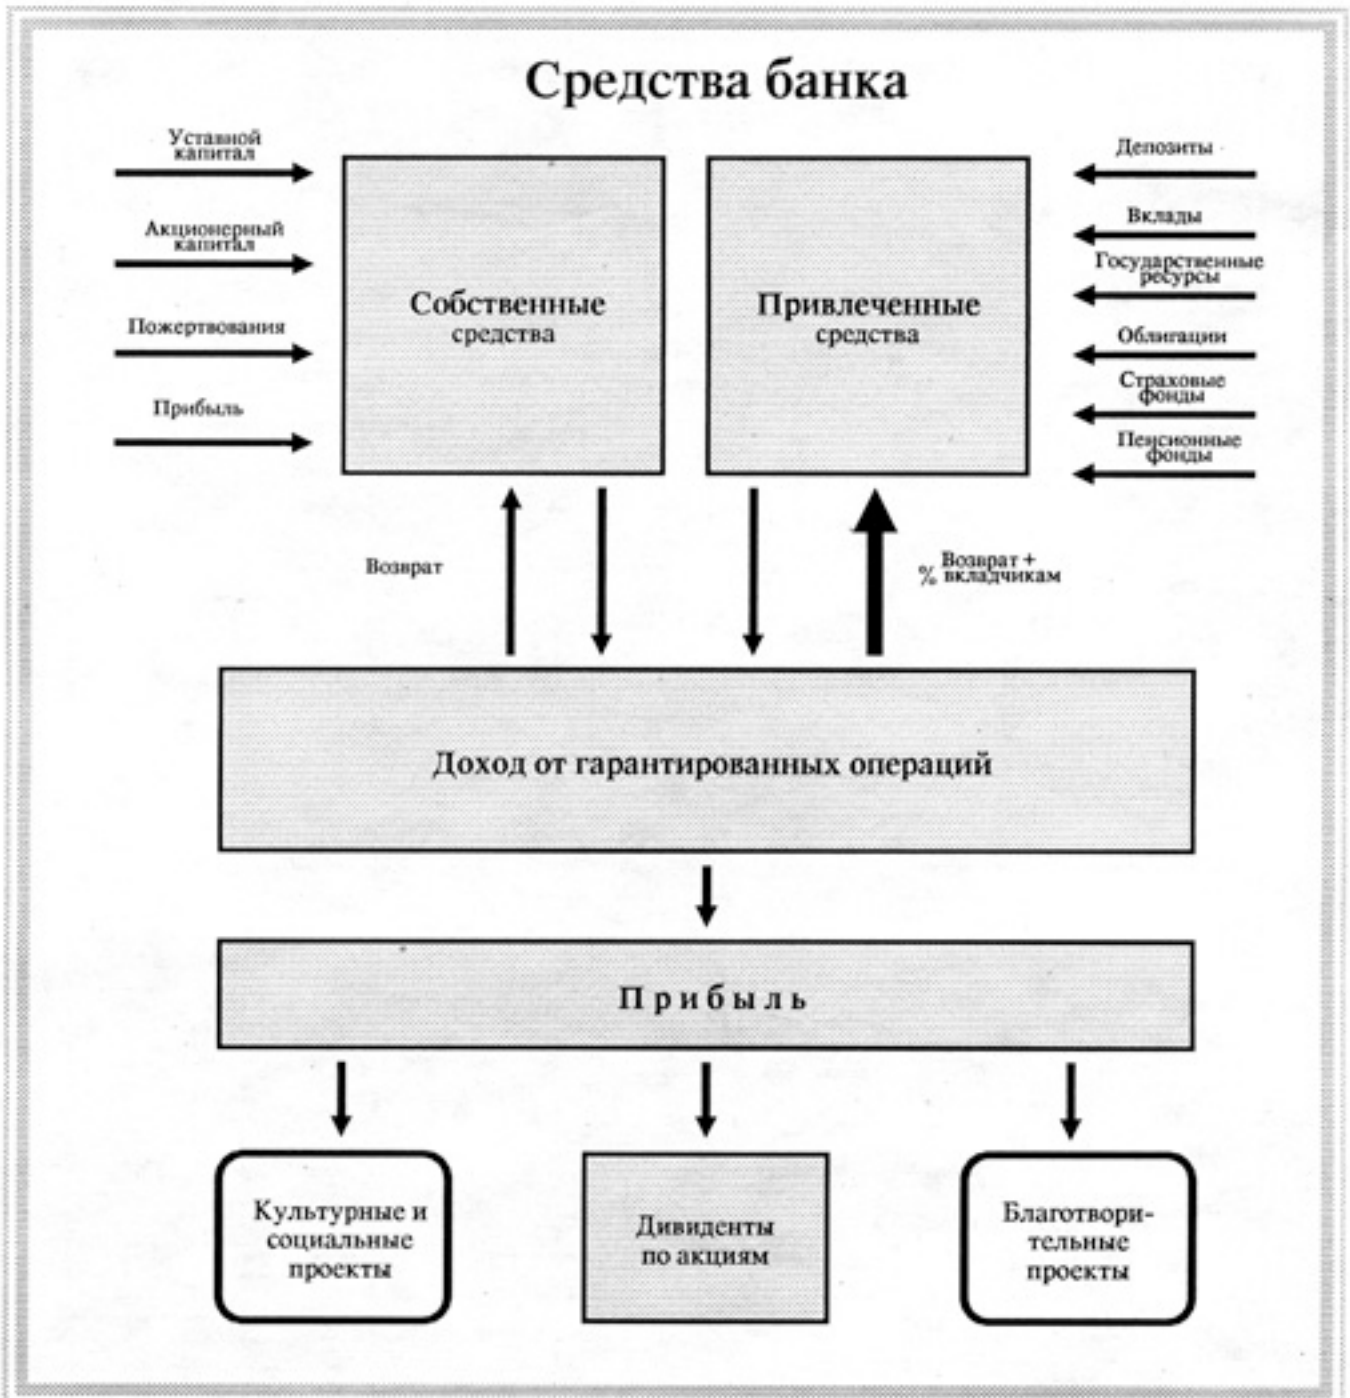 Средства банка
Уставной
капитал
Акционерный
капитал
Пожертвования
Прибыль
Собственные
средства
Привлеченные
средства
Депозиты
Вклады
Государственные
ресурсы
Облигации
Страховые
фонды
Пенсионные
фонды
Возврат
Возврат +
% вкладчикам
Доход от гарантированных операций
Прибыль
Культурные и
социальные
проекты
Дивиденты
по акциям
Благотвори-
тельные
проекты